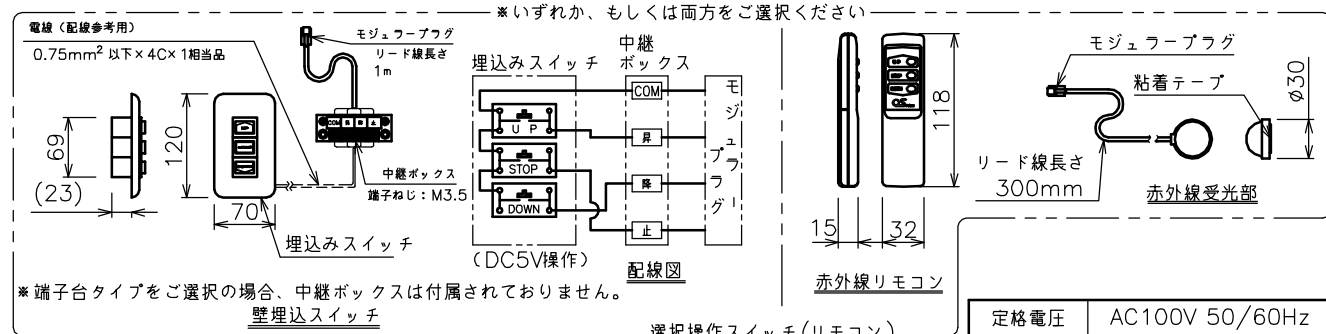 ※いずれか、もしくは両方をご選択ください
電線（配線参考用）
0.75mm² 以下×4C×1相当品
モジュラープラグ
リード線長さ
1m
69
(23)
120
70
埋込みスイッチ
COM
中継ボックス
端子ねじ：M3.5
埋込みスイッチ
中継
ボックス
UP
STOP
DOWN
COM
昇
降
止
モジュラープラグ
(DC5V操作)
配線図
※端子台タイプをご選択の場合、中継ボックスは付属されておりません。
壁埋込スイッチ
118
15
32
赤外線リモコン
モジュラープラグ
粘着テープ
ø30
リード線長さ
300mm
赤外線受光部
選択操作スイッチ(リモコン)
定格電圧
AC100V 50/60Hz